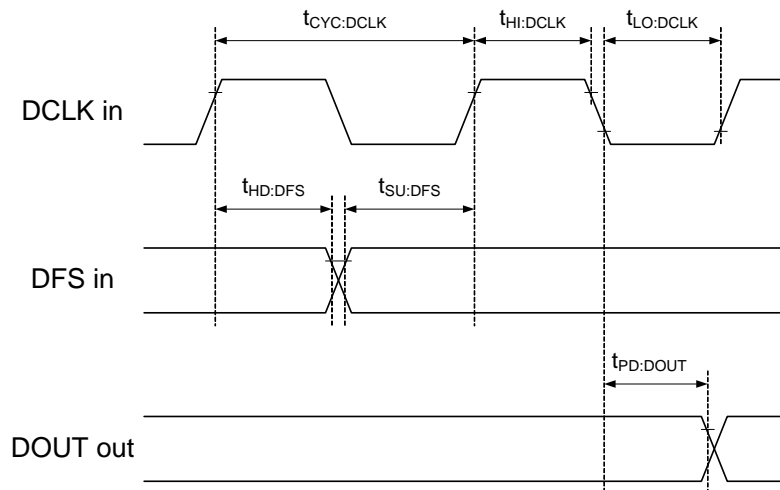 tCYC:DCLK tHI:DCLK tLO:DCLK
DCLK in
tHD:DFS tSU:DFS
DFS in
tPD:DOUT
DOUT out